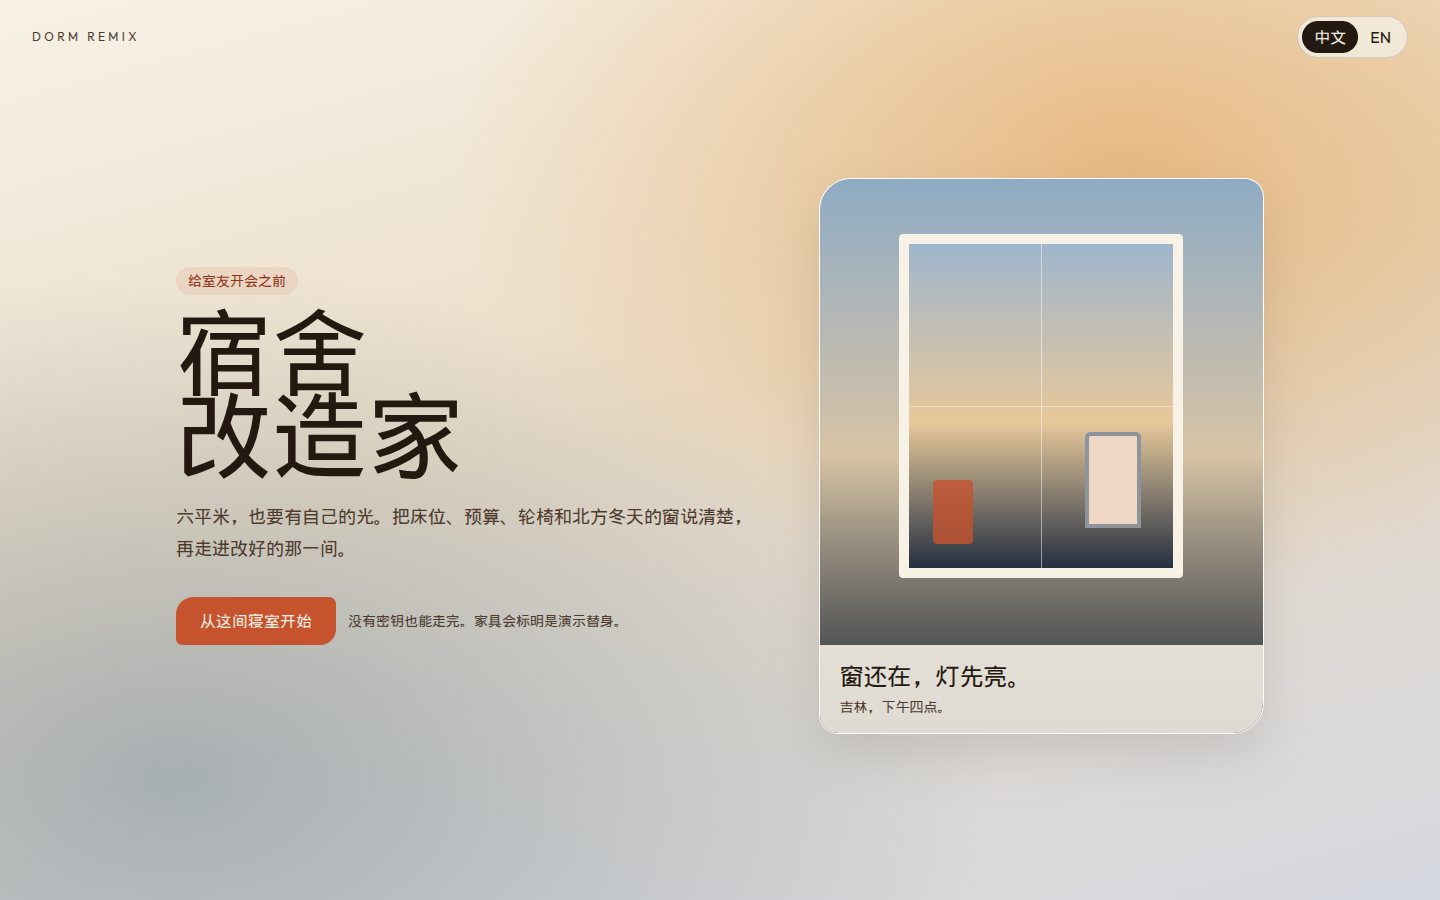 DORM REMIX
中文 EN
给室友开会之前
宿舍
改造家
六平米，也要有自己的光。把床位、预算、轮椅和北方冬天的窗说清楚，
再走进改好的那一间。
从这间寝室开始
没有密钥也能走完。家具会标明是演示替身。
窗还在，灯先亮。
吉林，下午四点。